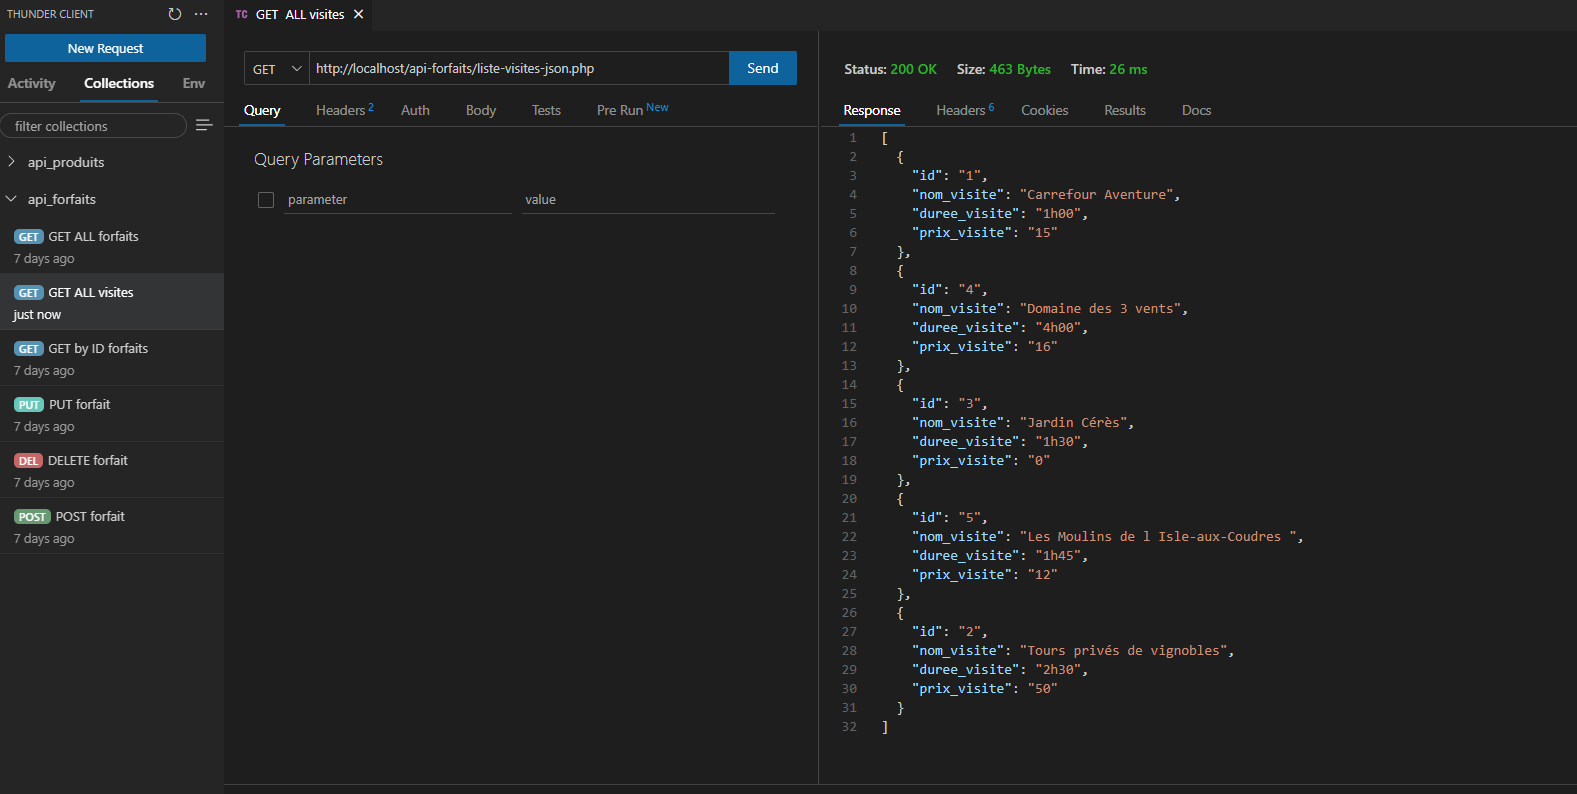 THUNDER CLIENT
New Request
Activity Collections Env
filter collections
api_produits
api_forfaits
GET GET ALL forfaits
7 days ago
GET GET ALL visites
just now
GET GET by ID forfaits
7 days ago
PUT PUT forfait
7 days ago
DEL DELETE forfait
7 days ago
POST POST forfait
7 days ago
TC GET ALL visites
GET http://localhost/api-forfaits/liste-visites-json.php Send
Query Headers 2 Auth Body Tests Pre Run New
Query Parameters
parameter value
Status: 200 OK Size: 463 Bytes Time: 26 ms
Response Headers 6 Cookies Results Docs
1 [
2 {
3 "id": "1",
4 "nom_visite": "Carrefour Aventure",
5 "duree_visite": "1h00",
6 "prix_visite": "15"
7 },
8 {
9 "id": "4",
10 "nom_visite": "Domaine des 3 vents",
11 "duree_visite": "4h00",
12 "prix_visite": "16"
13 },
14 {
15 "id": "3",
16 "nom_visite": "Jardin Cérès",
17 "duree_visite": "1h30",
18 "prix_visite": "0"
19 },
20 {
21 "id": "5",
22 "nom_visite": "Les Moulins de l Isle-aux-Coudres ",
23 "duree_visite": "1h45",
24 "prix_visite": "12"
25 },
26 {
27 "id": "2",
28 "nom_visite": "Tours privés de vignobles",
29 "duree_visite": "2h30",
30 "prix_visite": "50"
31 }
32 ]